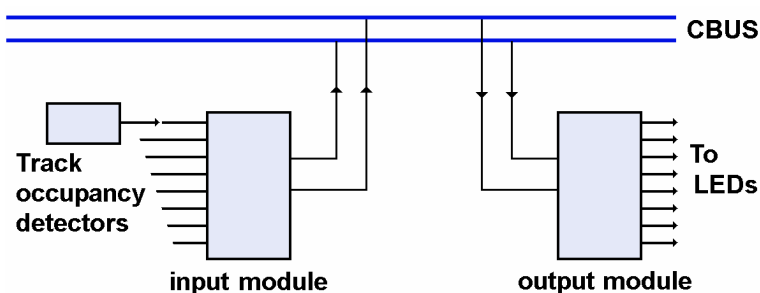 CBUS
Track
occupancy
detectors
To
LEDs
input module
output module